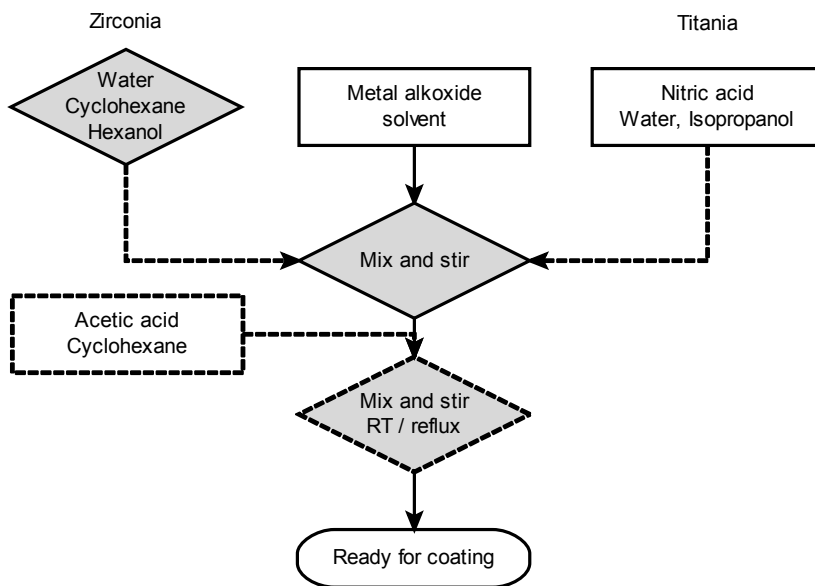 Zirconia
Titania
Water
Cyclohexane
Hexanol
Metal alkoxide
solvent
Nitric acid
Water, Isopropanol
Mix and stir
Acetic acid
Cyclohexane
Mix and stir
RT / reflux
Ready for coating